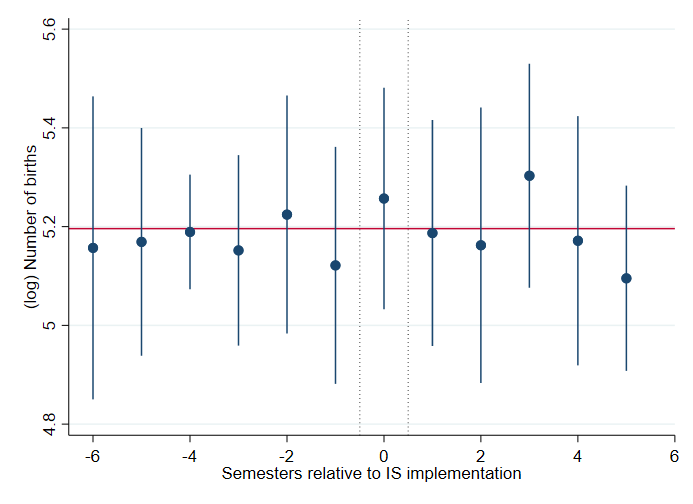 (log) Number of births
5.6
5.4
5.2
5
4.8
-6 -4 -2 0 2 4 6
Semesters relative to IS implementation